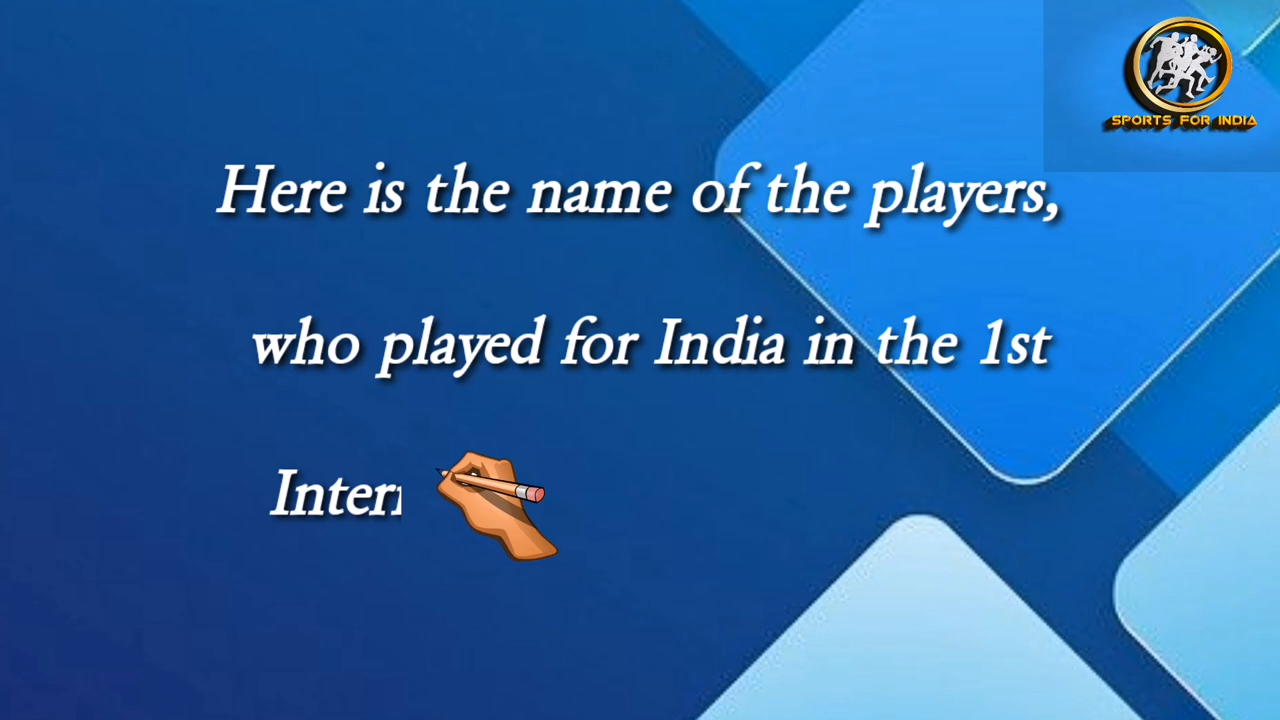 SPORTS FOR INDIA
Here is the name of the players,
who played for India in the 1st
Inter